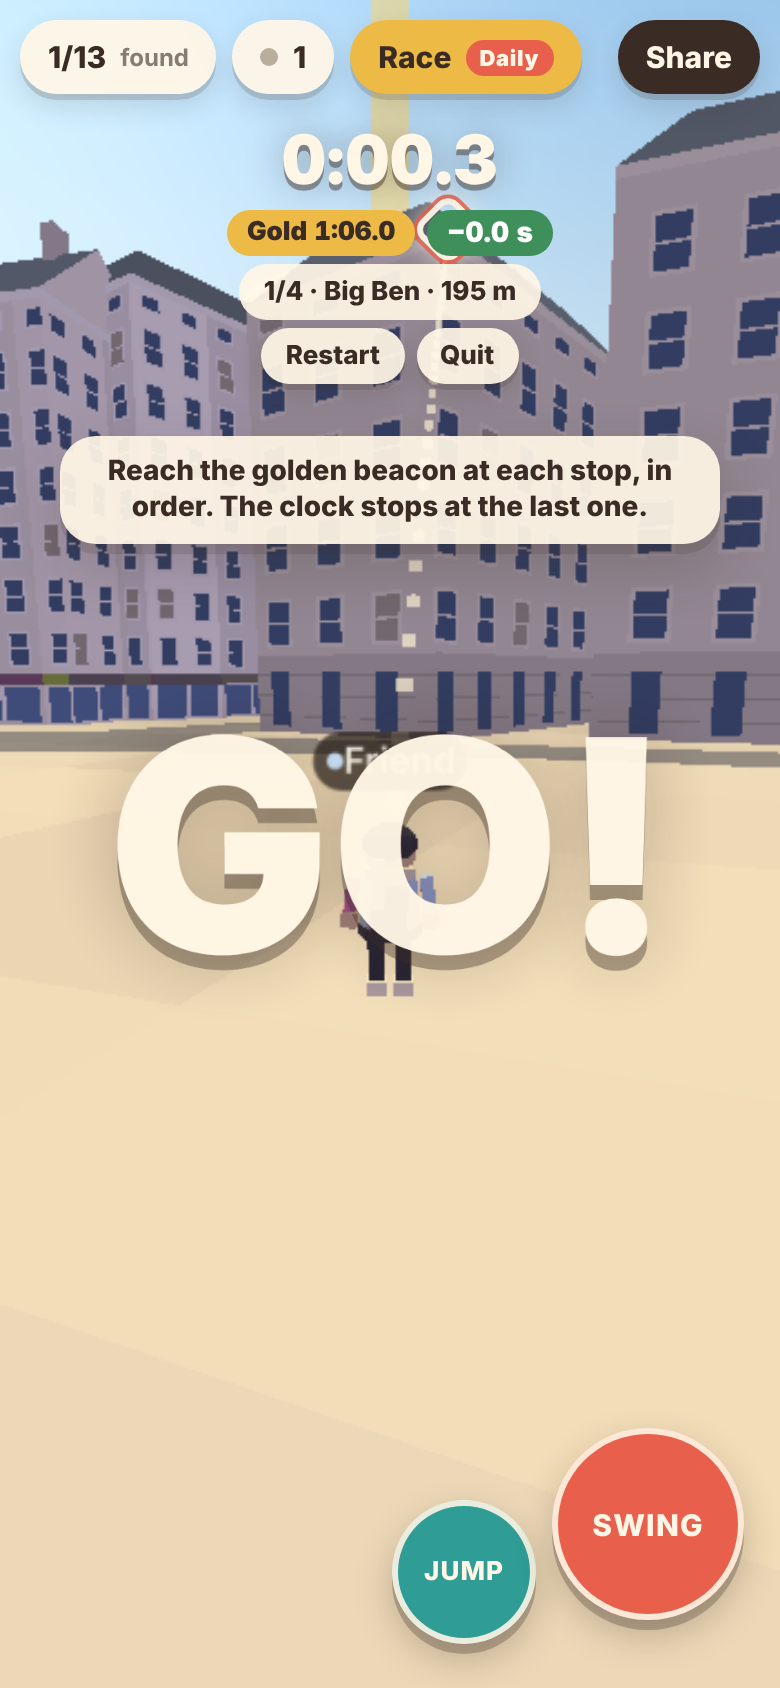 1/13 found
1
Race Daily
Share
0:00.3
Gold 1:06.0
−0.0 s
1/4 · Big Ben · 195 m
Restart
Quit
Reach the golden beacon at each stop, in
order. The clock stops at the last one.
Friend
GO!
SWING
JUMP